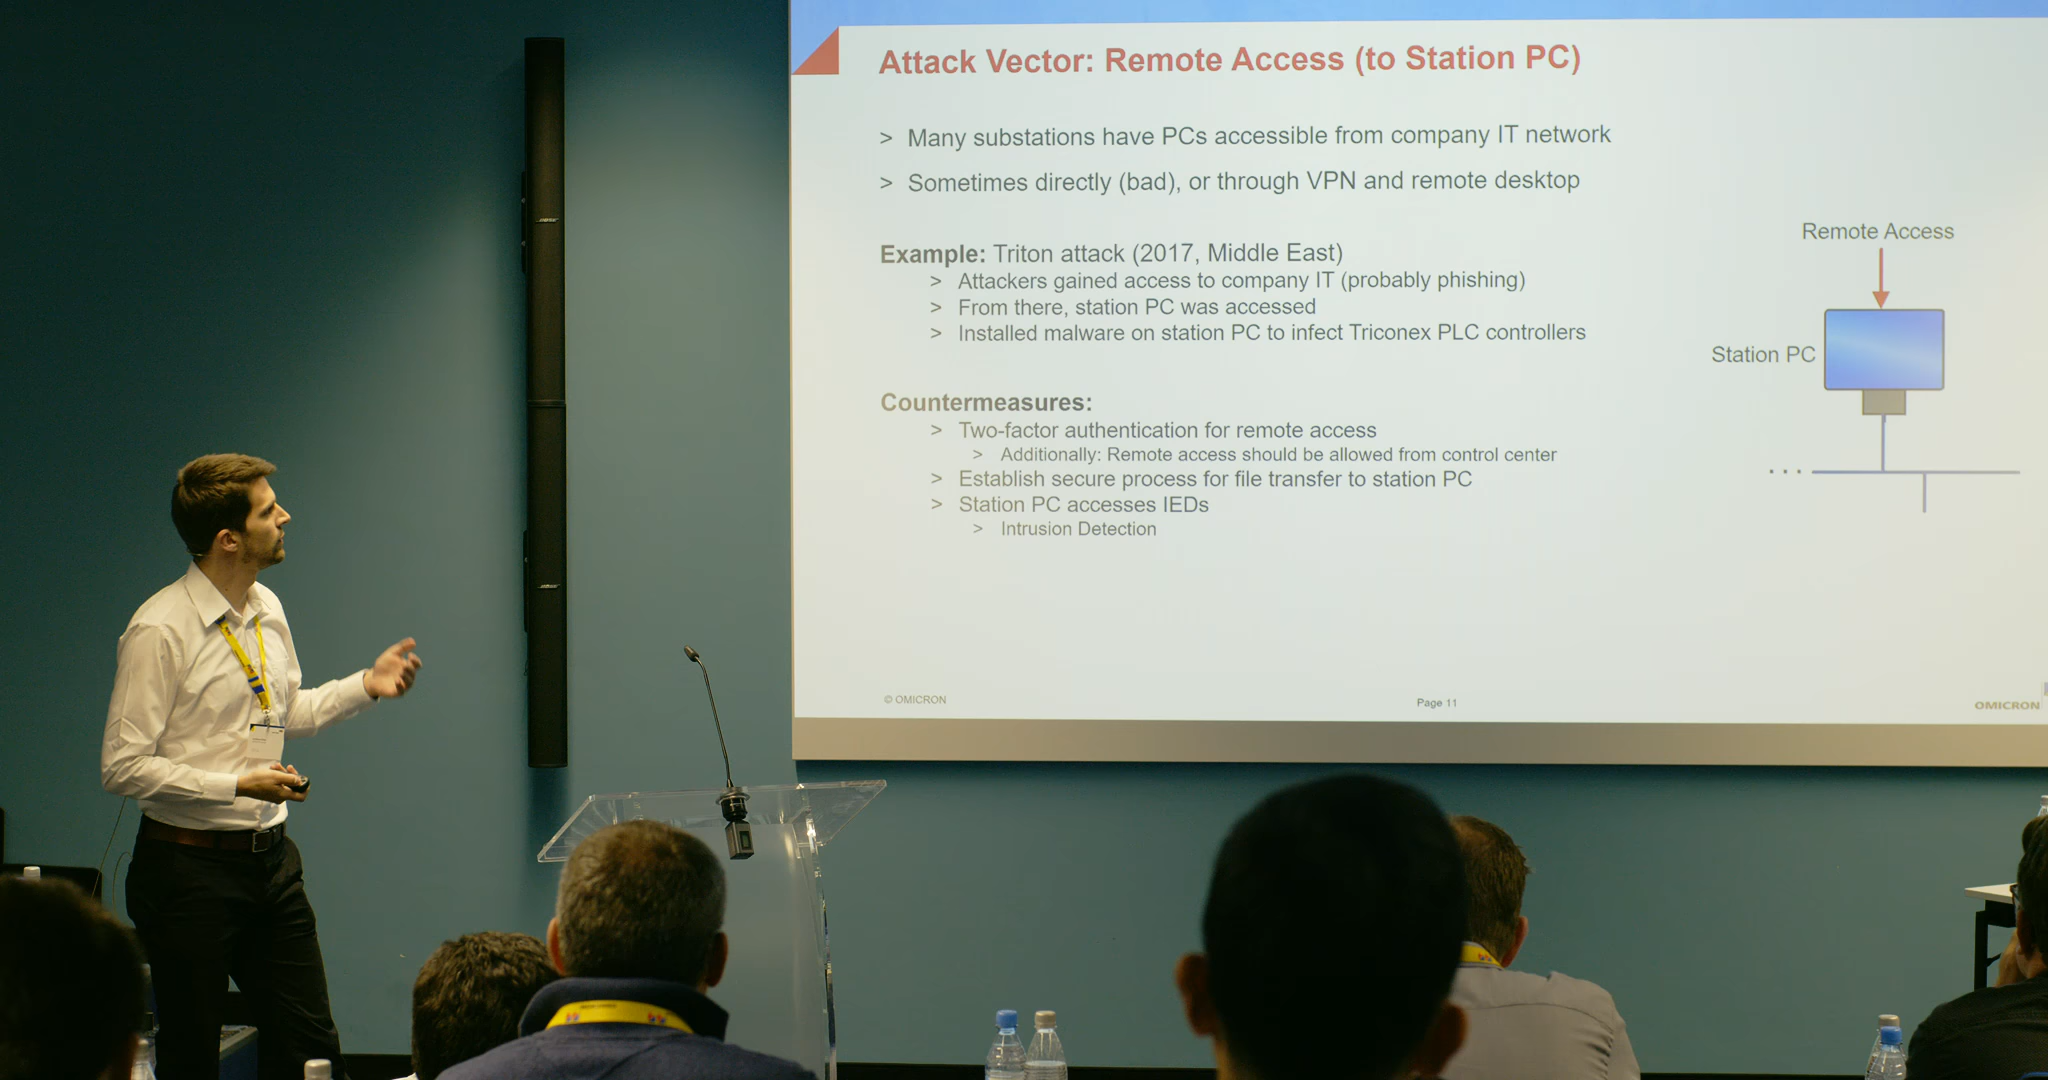 Attack Vector: Remote Access (to Station PC)
> Many substations have PCs accessible from company IT network
> Sometimes directly (bad), or through VPN and remote desktop
Example: Triton attack (2017, Middle East)
> Attackers gained access to company IT (probably phishing)
> From there, station PC was accessed
> Installed malware on station PC to infect Triconex PLC controllers
Countermeasures:
> Two-factor authentication for remote access
> Additionally: Remote access should be allowed from control center
> Establish secure process for file transfer to station PC
> Station PC accesses IEDs
> Intrusion Detection
Remote Access
Station PC
...
© OMICRON
Page 11
OMICRON